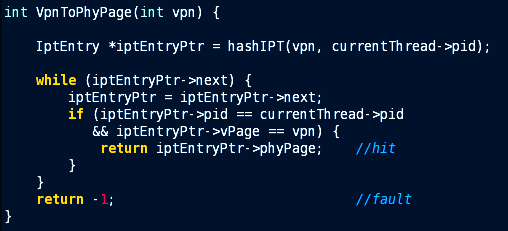 int VpnToPhyPage(int vpn) {
IptEntry *iptEntryPtr = hashIPT(vpn, currentThread->pid);
while (iptEntryPtr->next) {
iptEntryPtr = iptEntryPtr->next;
if (iptEntryPtr->pid == currentThread->pid
&& iptEntryPtr->vPage == vpn) {
return iptEntryPtr->phyPage; //hit
}
}
return -1; //fault
}